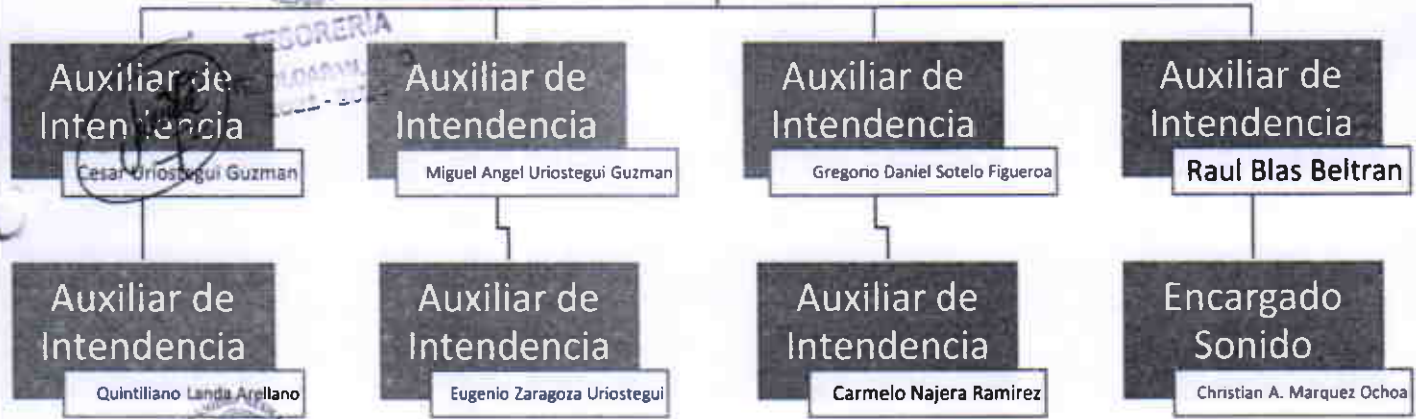 TESORERÍA
Auxiliar de
Intendencia
Cesar Uriostegui Guzman
Auxiliar de
Intendencia
Miguel Angel Uriostegui Guzman
Auxiliar de
Intendencia
Gregorio Daniel Sotelo Figueroa
Auxiliar de
Intendencia
Raul Blas Beltran
Auxiliar de
Intendencia
Quintiliano Landa Arellano
Auxiliar de
Intendencia
Eugenio Zaragoza Uriostegui
Auxiliar de
Intendencia
Carmelo Najera Ramirez
Encargado
Sonido
Christian A. Marquez Ochoa